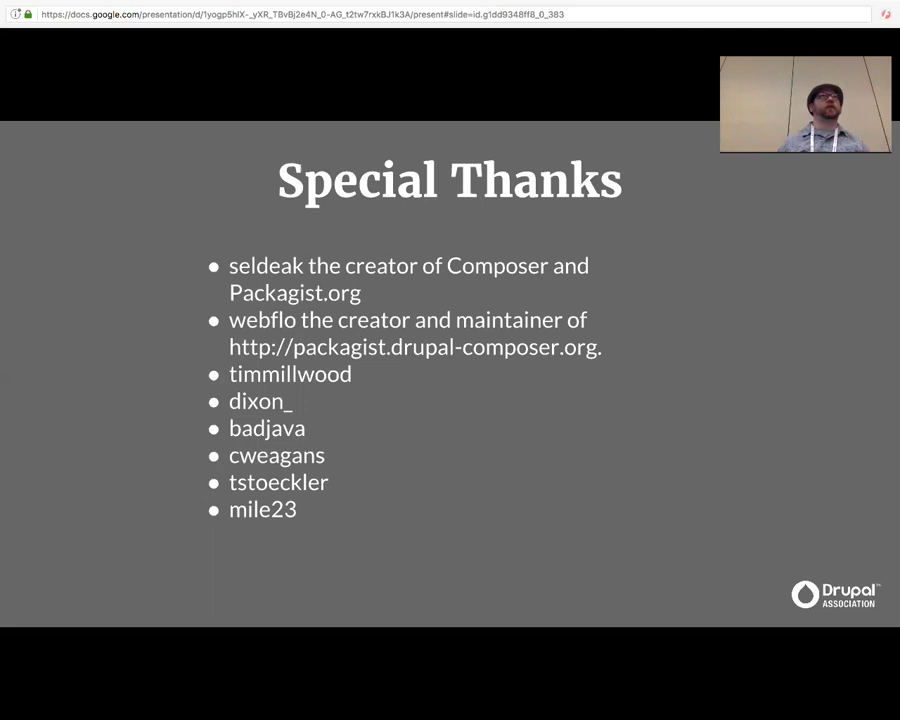 https://docs.google.com/presentation/d/1yogp5hlX-_yXR_TBvBj2e4N_0-AG_t2tw7rxkBJ1k3A/present#slide=id.g1dd9348ff8_0_383
Special Thanks
● seldeak the creator of Composer and
Packagist.org
● webflo the creator and maintainer of
http://packagist.drupal-composer.org.
● timmillwood
● dixon_
● badjava
● cweagans
● tstoeckler
● mile23
Drupal™
ASSOCIATION